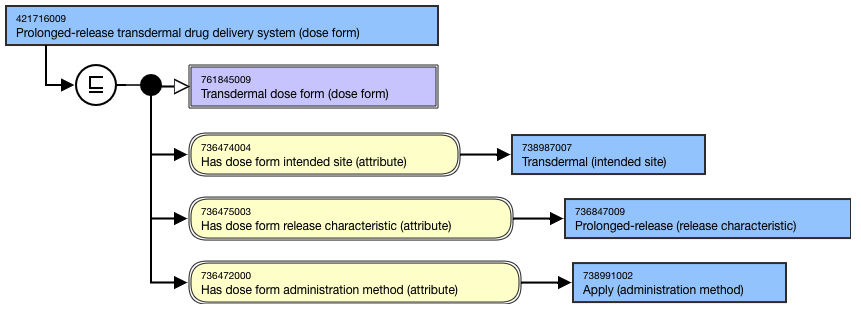 421716009
Prolonged-release transdermal drug delivery system (dose form)
761845009
Transdermal dose form (dose form)
736474004
Has dose form intended site (attribute)
738987007
Transdermal (intended site)
736475003
Has dose form release characteristic (attribute)
736847009
Prolonged-release (release characteristic)
736472000
Has dose form administration method (attribute)
738991002
Apply (administration method)